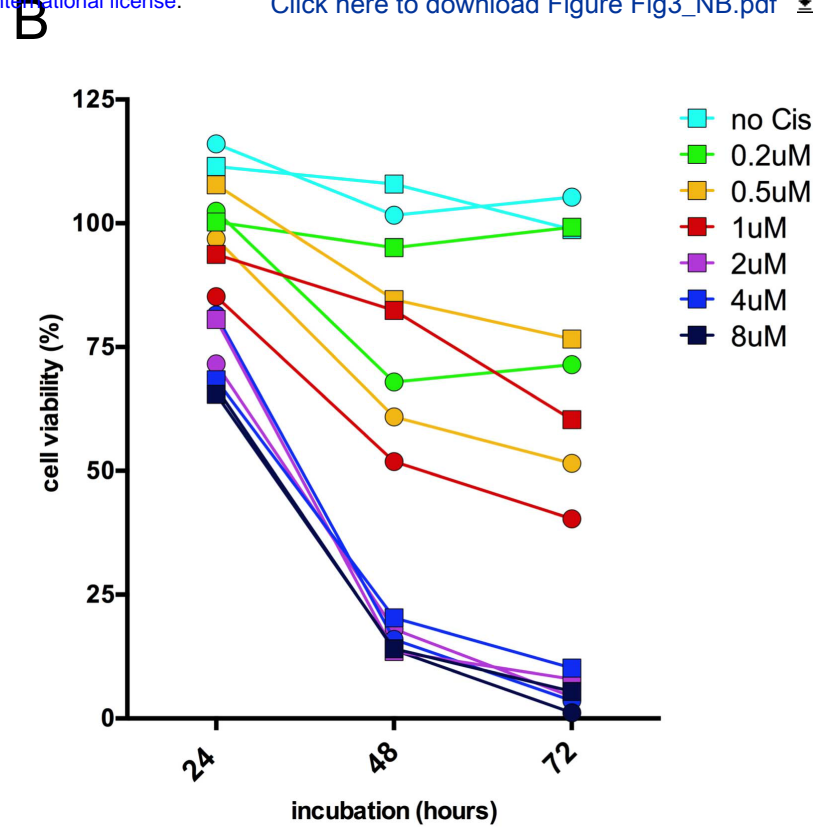 international license.
Click here to download Figure Fig3_NB.pdf
B
125
100
75
50
25
0
cell viability (%)
24
48
72
incubation (hours)
no Cis
0.2uM
0.5uM
1uM
2uM
4uM
8uM